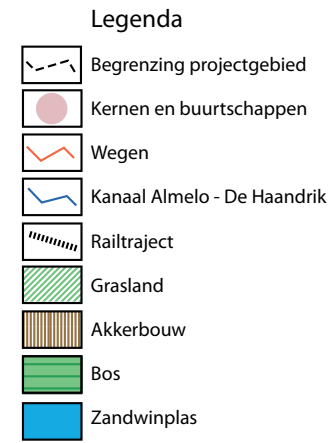 Legenda
Begrenzing projectgebied
Kernen en buurtschappen
Wegen
Kanaal Almelo - De Haandrik
Railtraject
Grasland
Akkerbouw
Bos
Zandwinplas